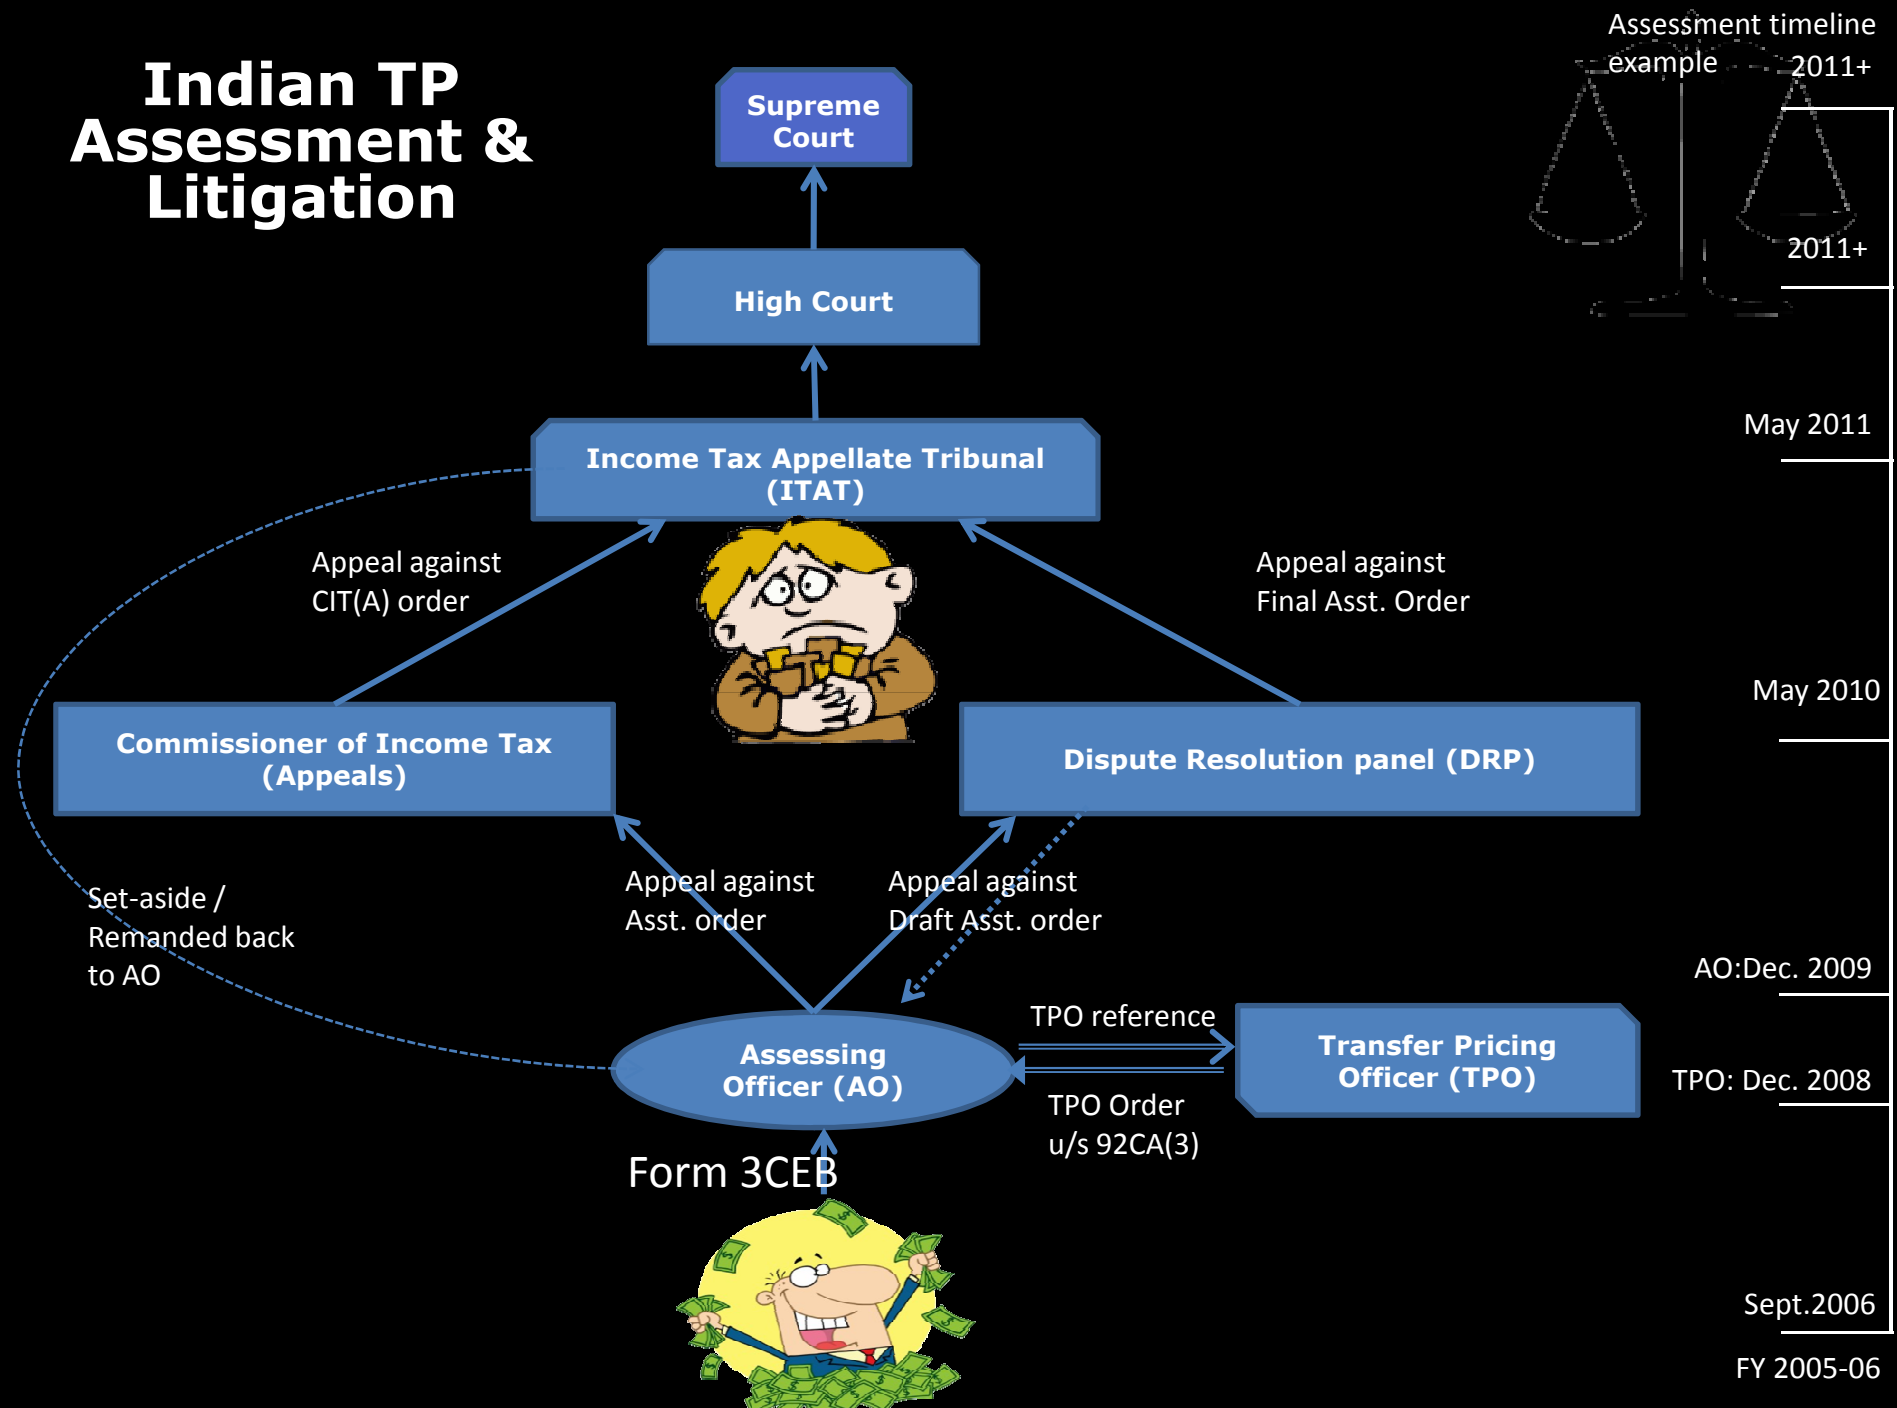 Indian TP
Assessment &
Litigation
Assessment timeline
example
2011+
Supreme
Court
2011+
High Court
May 2011
Income Tax Appellate Tribunal
(ITAT)
Appeal against
CIT(A) order
Appeal against
Final Asst. Order
May 2010
Commissioner of Income Tax
(Appeals)
Dispute Resolution panel (DRP)
Set-aside /
Remanded back
to AO
Appeal against
Asst. order
Appeal against
Draft Asst. order
AO:Dec. 2009
TPO reference
Assessing
Officer (AO)
Transfer Pricing
Officer (TPO)
TPO: Dec. 2008
TPO Order
u/s 92CA(3)
Form 3CEB
Sept.2006
FY 2005-06